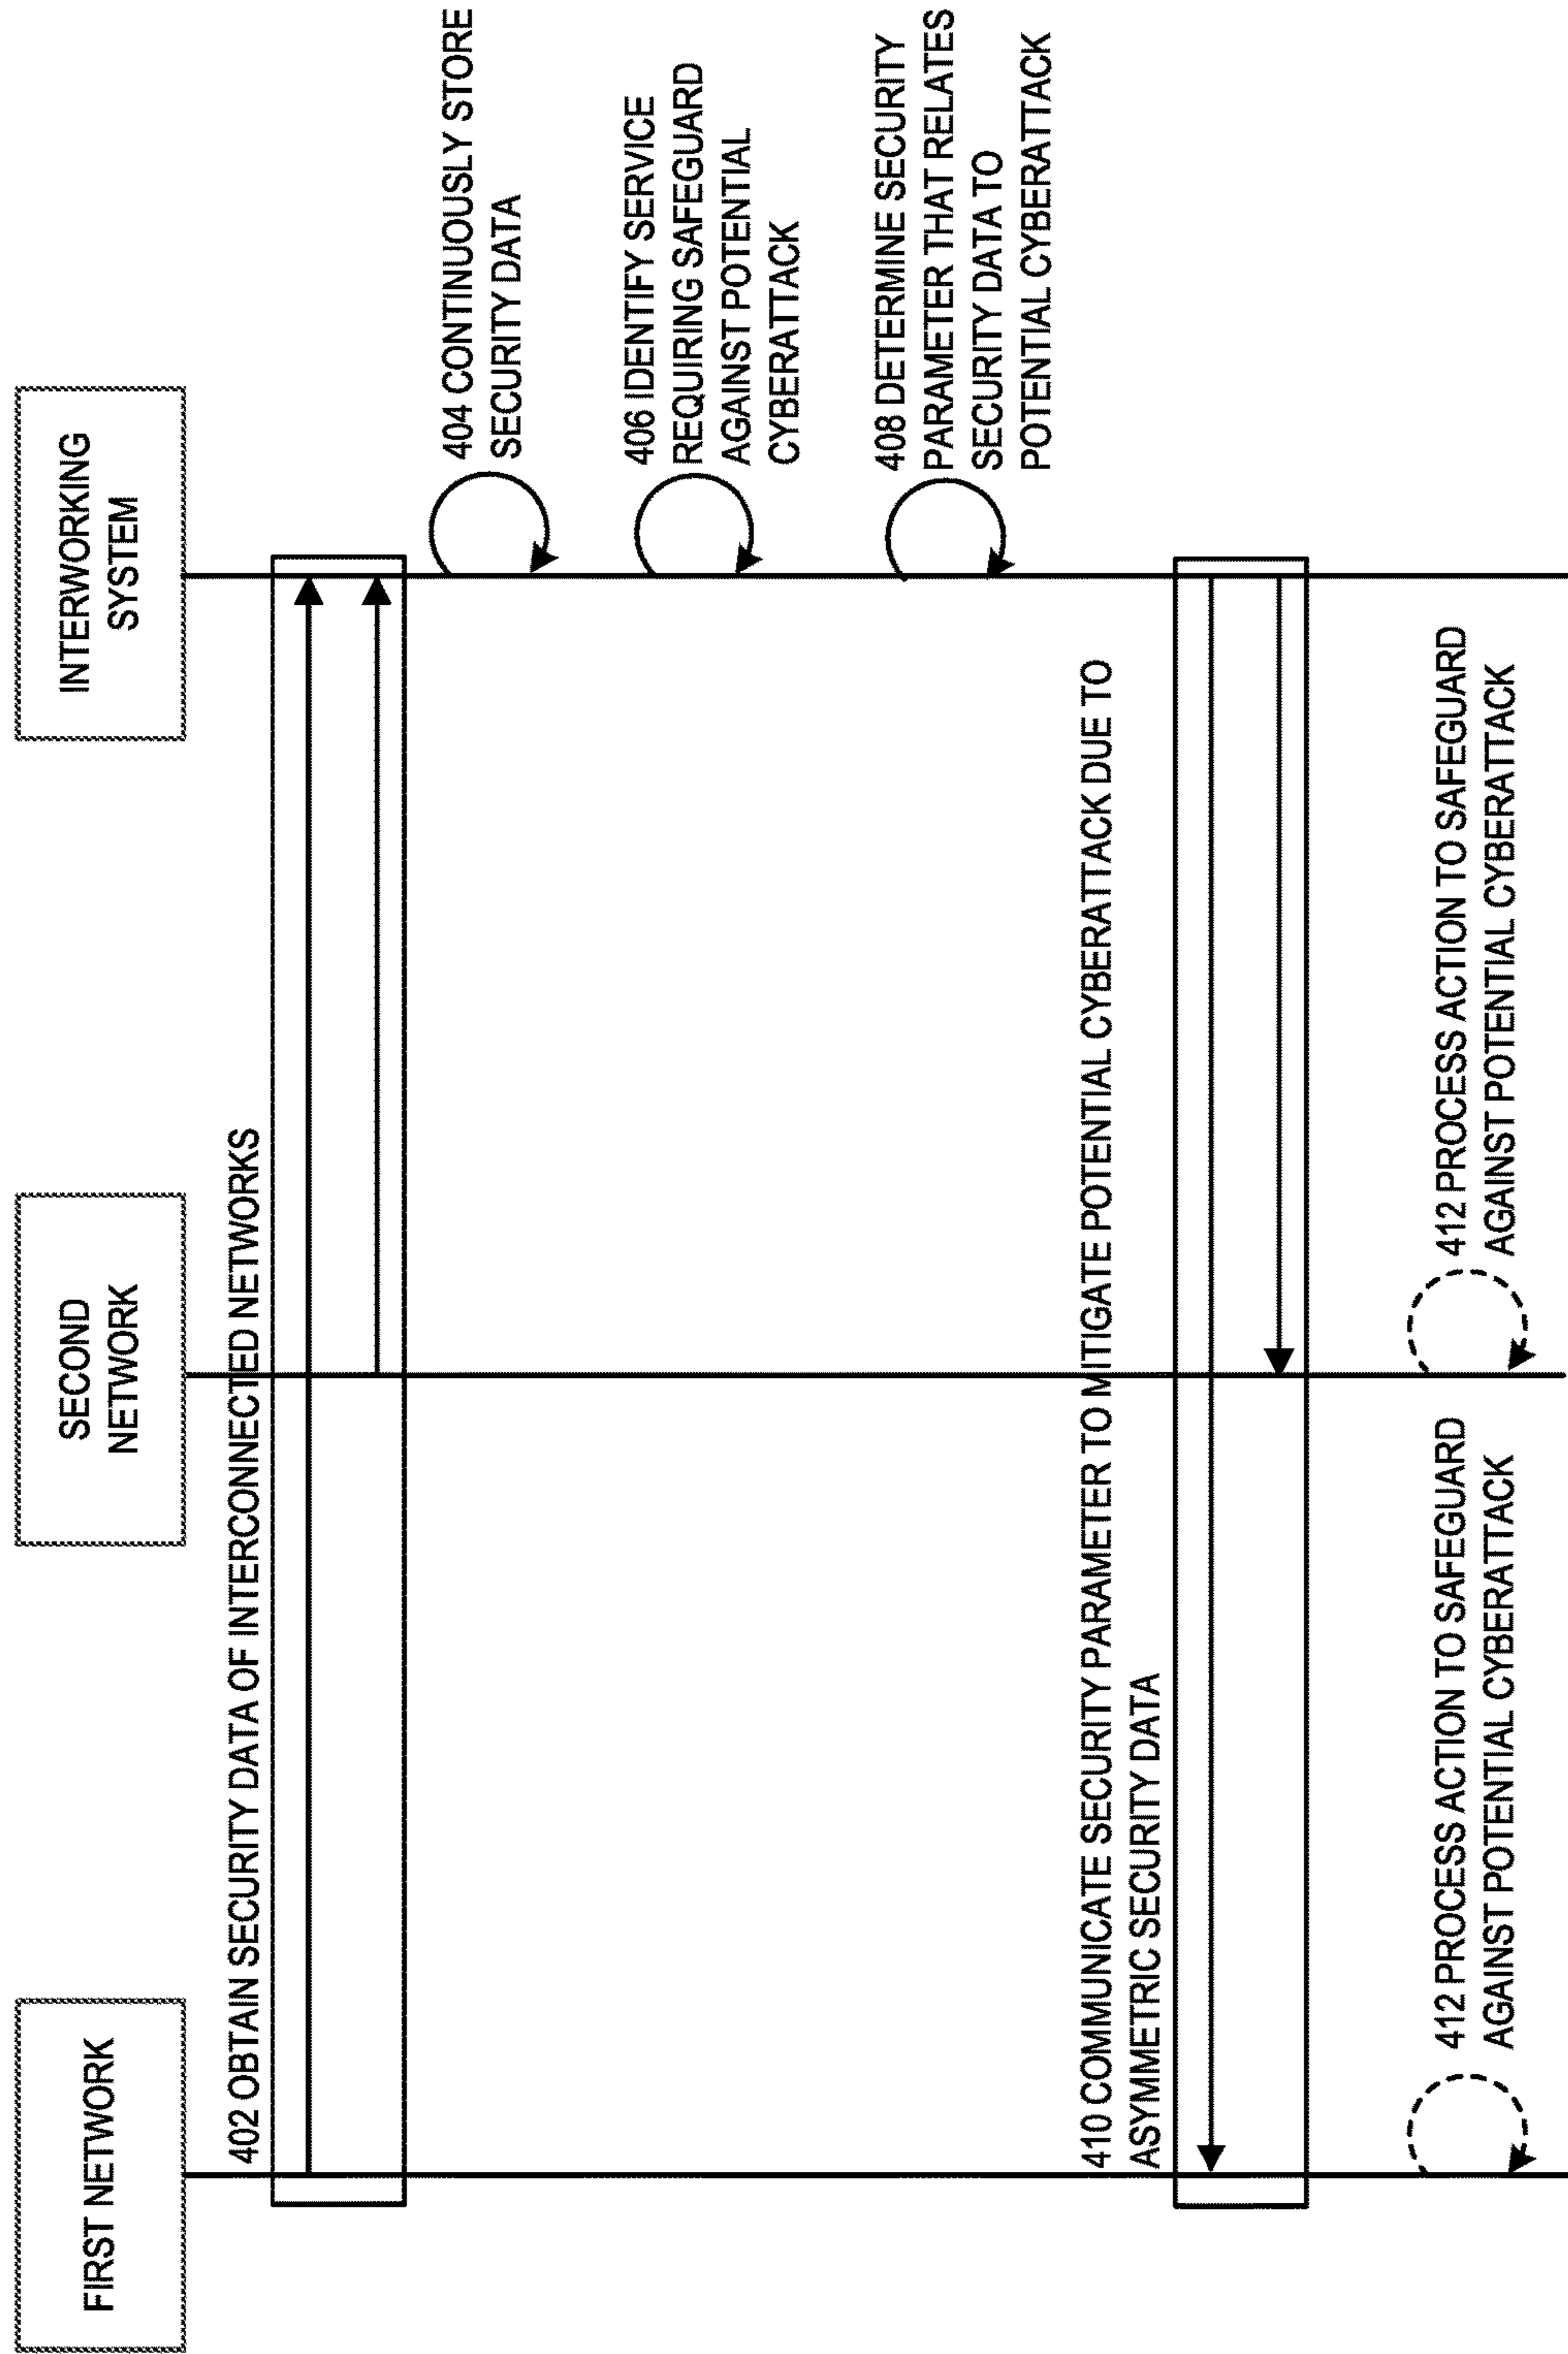 FIRST NETWORK
SECOND
NETWORK
INTERWORKING
SYSTEM
402 OBTAIN SECURITY DATA OF INTERCONNECTED NETWORKS
404 CONTINUOUSLY STORE
SECURITY DATA
406 IDENTIFY SERVICE
REQUIRING SAFEGUARD
AGAINST POTENTIAL
CYBERATTACK
408 DETERMINE SECURITY
PARAMETER THAT RELATES
SECURITY DATA TO
POTENTIAL CYBERATTACK
410 COMMUNICATE SECURITY PARAMETER TO MITIGATE POTENTIAL CYBERATTACK DUE TO
ASYMMETRIC SECURITY DATA
412 PROCESS ACTION TO SAFEGUARD
AGAINST POTENTIAL CYBERATTACK
412 PROCESS ACTION TO SAFEGUARD
AGAINST POTENTIAL CYBERATTACK